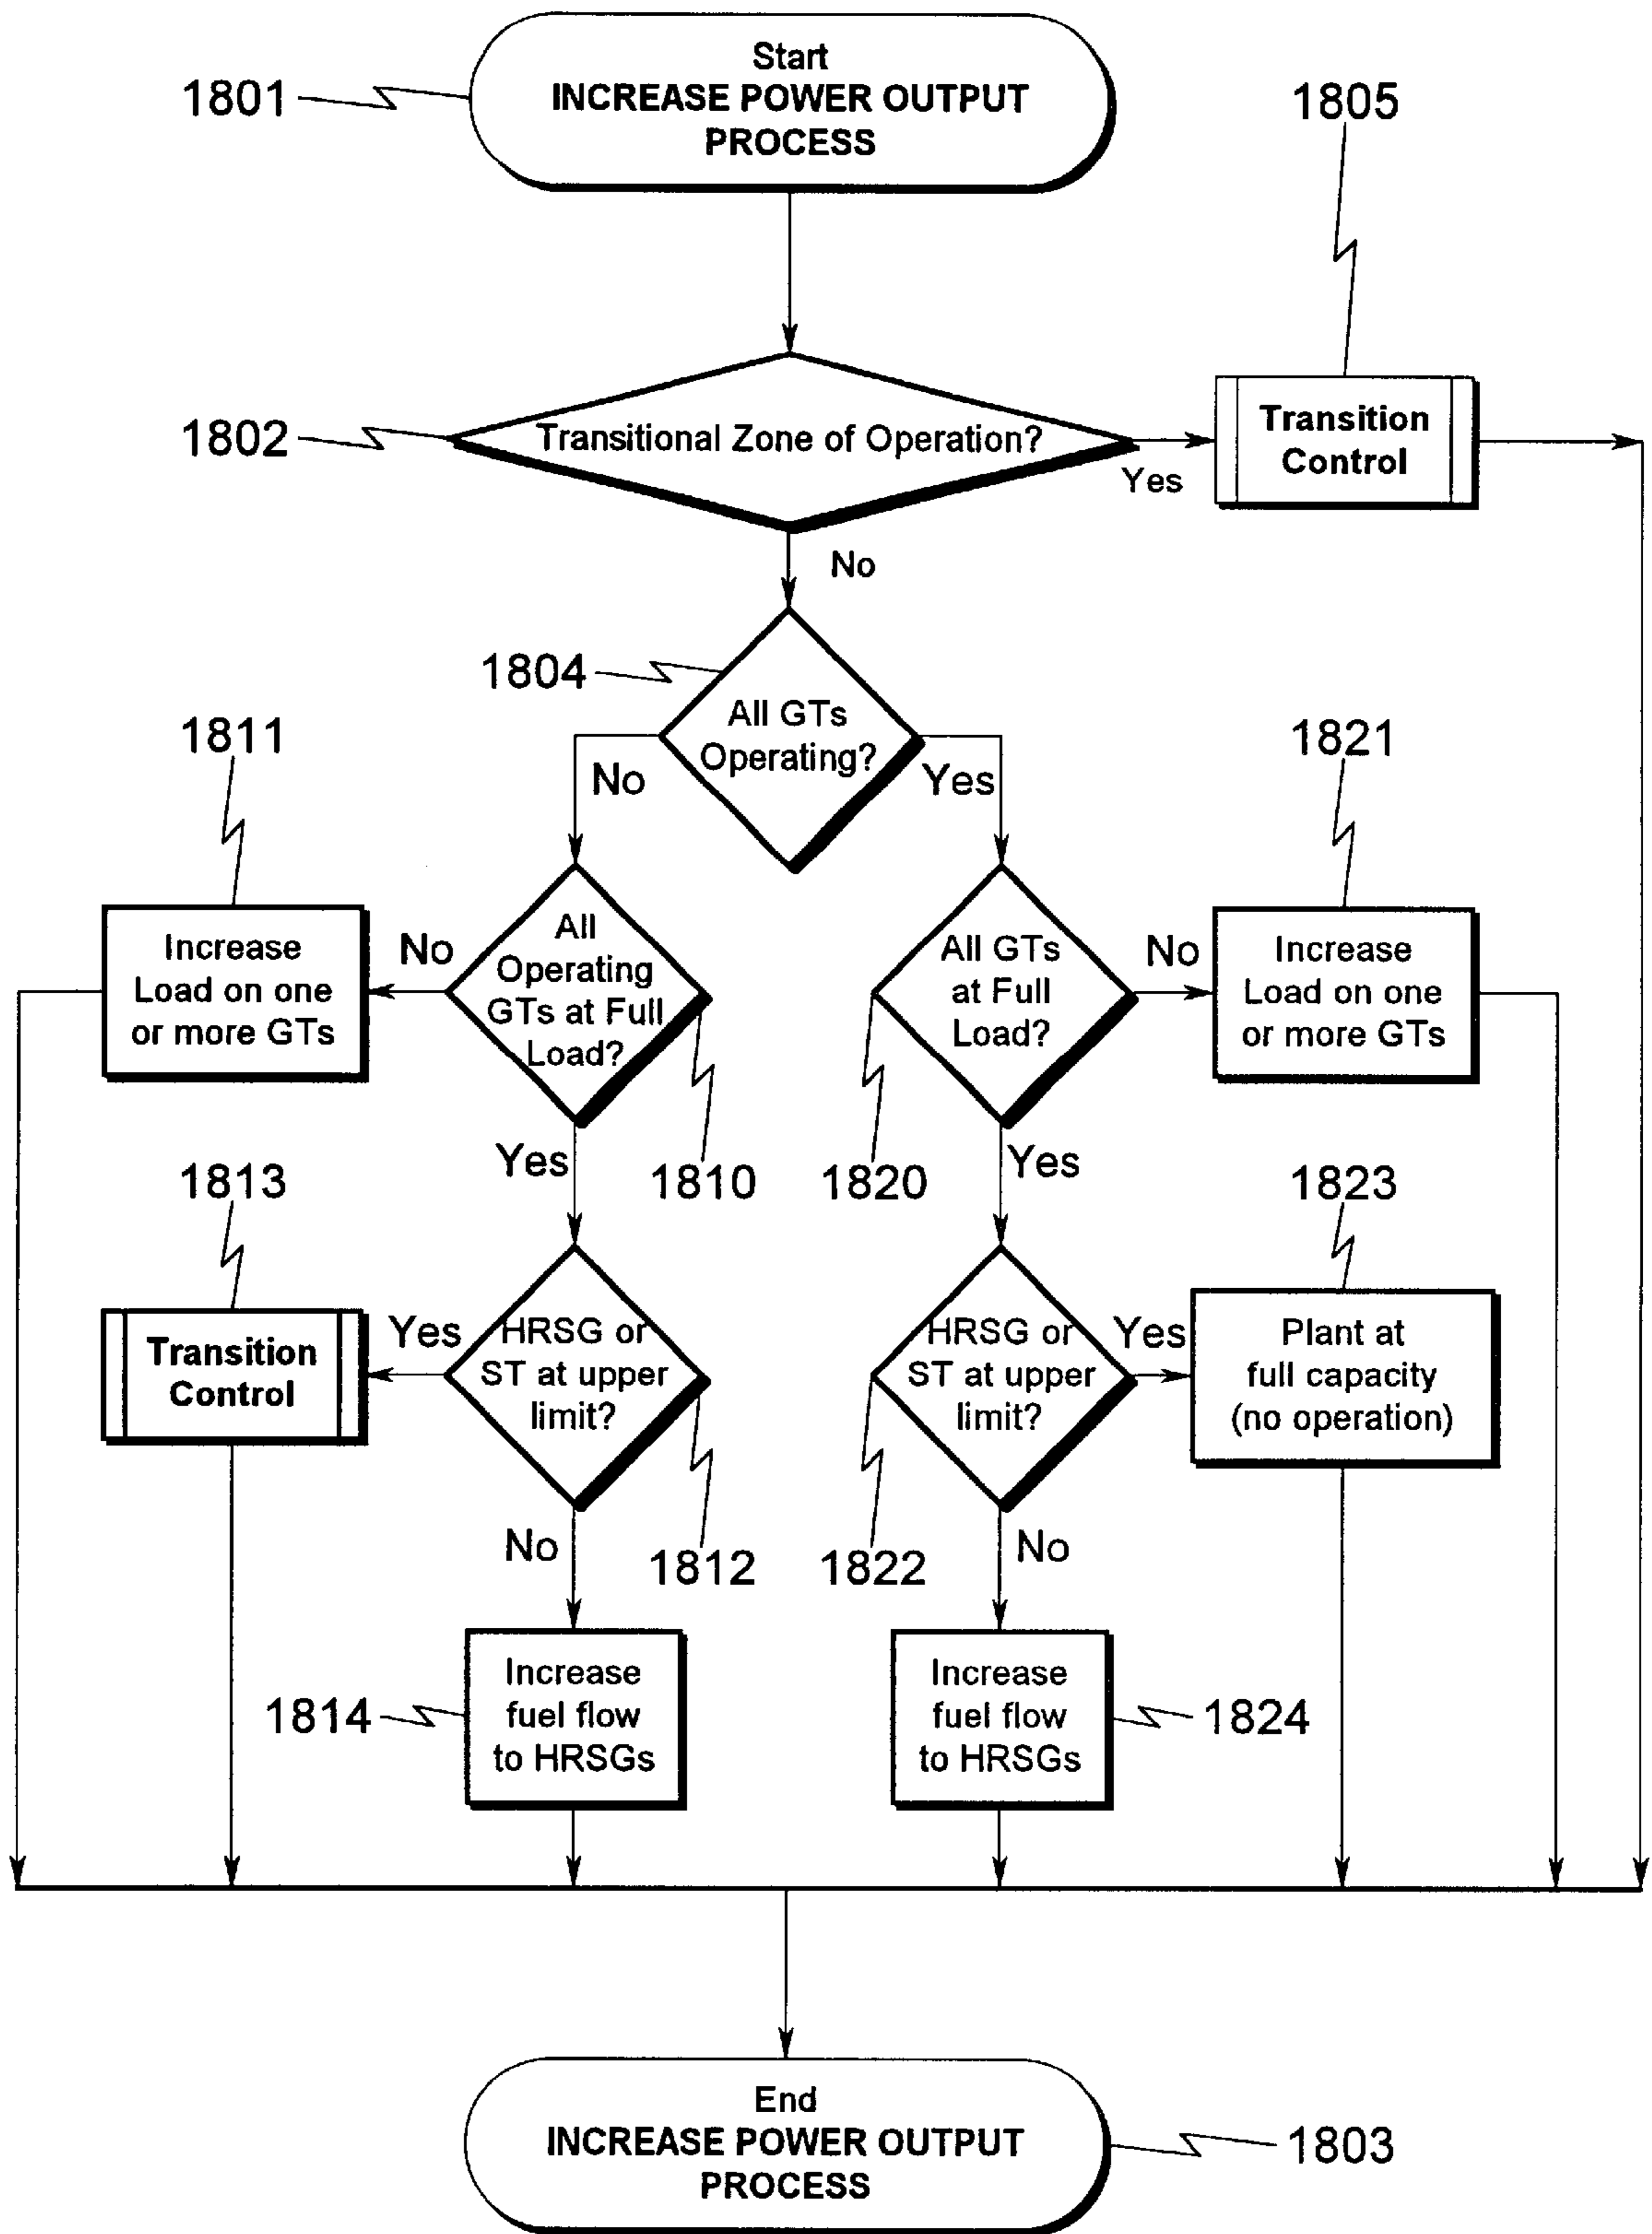 Start
INCREASE POWER OUTPUT
PROCESS
1801
1805
1802
Transitional Zone of Operation?
Yes
Transition
Control
No
1804
All GTs
Operating?
No
Yes
1811
1821
Increase
Load on one
or more GTs
No
All
Operating
GTs at Full
Load?
All GTs
at Full
Load?
No
Increase
Load on one
or more GTs
Yes
1810
1820
Yes
1813
1823
Transition
Control
Yes
HRSG or
ST at upper
limit?
HRSG or
ST at upper
limit?
Yes
Plant at
full capacity
(no operation)
No
1812
1822
No
1814
Increase
fuel flow
to HRSGs
Increase
fuel flow
to HRSGs
1824
End
INCREASE POWER OUTPUT
PROCESS
1803